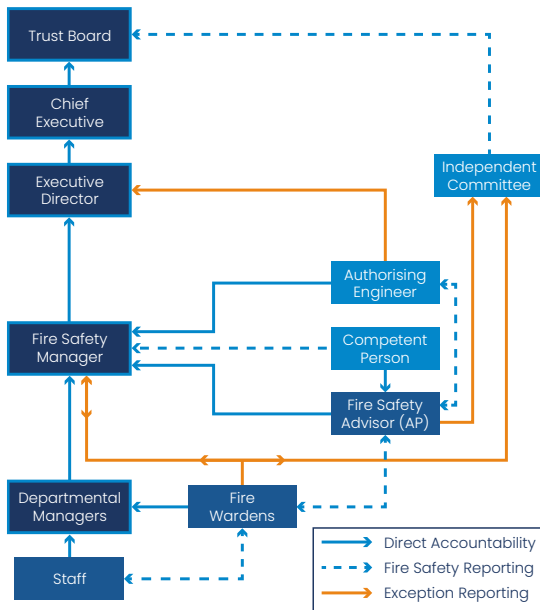 Trust Board
Chief
Executive
Executive
Director
Independent
Committee
Authorising
Engineer
Fire Safety
Manager
Competent
Person
Fire Safety
Advisor (AP)
Departmental
Managers
Fire
Wardens
Staff
Direct Accountability
Fire Safety Reporting
Exception Reporting